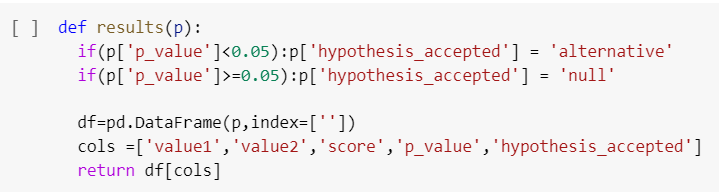 [ ] def results(p):
if(p['p_value']<0.05):p['hypothesis_accepted'] = 'alternative'
if(p['p_value']>=0.05):p['hypothesis_accepted'] = 'null'
df=pd.DataFrame(p,index=[''])
cols =['value1','value2','score','p_value','hypothesis_accepted']
return df[cols]